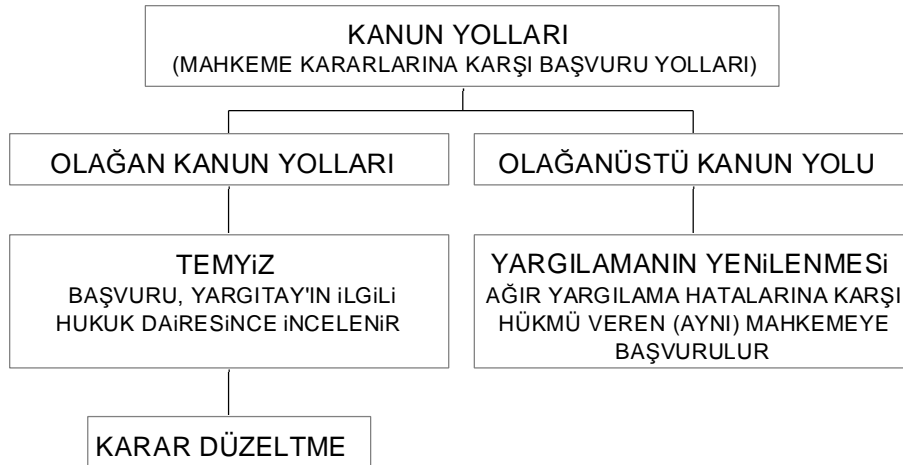 KANUN YOLLARI
(MAHKEME KARARLARINA KARŞI BAŞVURU YOLLARI)
OLAĞAN KANUN YOLLARI
OLAĞANÜSTÜ KANUN YOLU
TEMYiZ
BAŞVURU, YARGITAY'IN iLGiLi
HUKUK DAiRESiNCE iNCELENiR
YARGILAMANIN YENiLENMESi
AĞIR YARGILAMA HATALARINA KARŞI
HÜKMÜ VEREN (AYNI) MAHKEMEYE
BAŞVURULUR
KARAR DÜZELTME